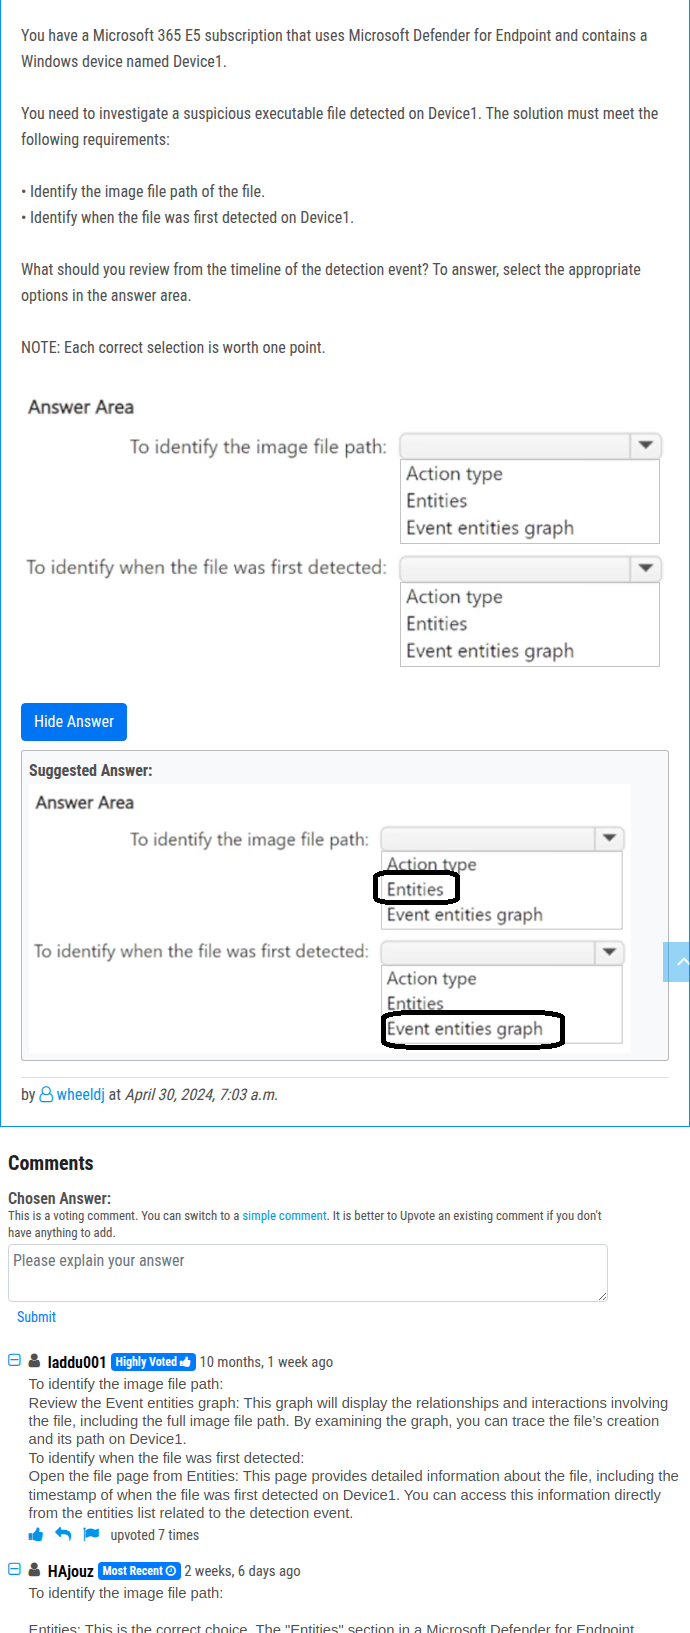 You have a Microsoft 365 E5 subscription that uses Microsoft Defender for Endpoint and contains a
Windows device named Device1.
You need to investigate a suspicious executable file detected on Device1. The solution must meet the
following requirements:
• Identify the image file path of the file.
• Identify when the file was first detected on Device1.
What should you review from the timeline of the detection event? To answer, select the appropriate
options in the answer area.
NOTE: Each correct selection is worth one point.
Answer Area
To identify the image file path:
Action type
Entities
Event entities graph
To identify when the file was first detected:
Action type
Entities
Event entities graph
Hide Answer
Suggested Answer:
Answer Area
To identify the image file path:
Action type
Entities
Event entities graph
To identify when the file was first detected:
Action type
Entities
Event entities graph
by wheeldj at April 30, 2024, 7:03 a.m.
Comments
Chosen Answer:
This is a voting comment. You can switch to a simple comment. It is better to Upvote an existing comment if you don't
have anything to add.
Please explain your answer
Submit
laddu001 Highly Voted 10 months, 1 week ago
To identify the image file path:
Review the Event entities graph: This graph will display the relationships and interactions involving
the file, including the full image file path. By examining the graph, you can trace the file's creation
and its path on Device1.
To identify when the file was first detected:
Open the file page from Entities: This page provides detailed information about the file, including the
timestamp of when the file was first detected on Device1. You can access this information directly
from the entities list related to the detection event.
upvoted 7 times
HAjouz Most Recent 2 weeks, 6 days ago
To identify the image file path:
Entities: This is the correct choice. The "Entities" section in a Microsoft Defender for Endpoint